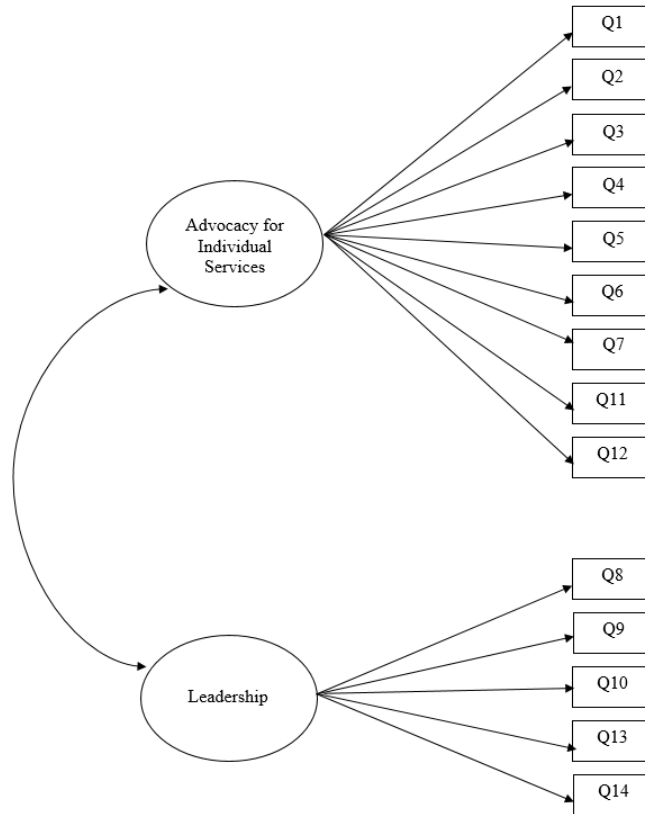 Q1
Q2
Q3
Q4
Advocacy for
Individual
Services
Q5
Q6
Q7
Q11
Q12
Q8
Q9
Leadership
Q10
Q13
Q14